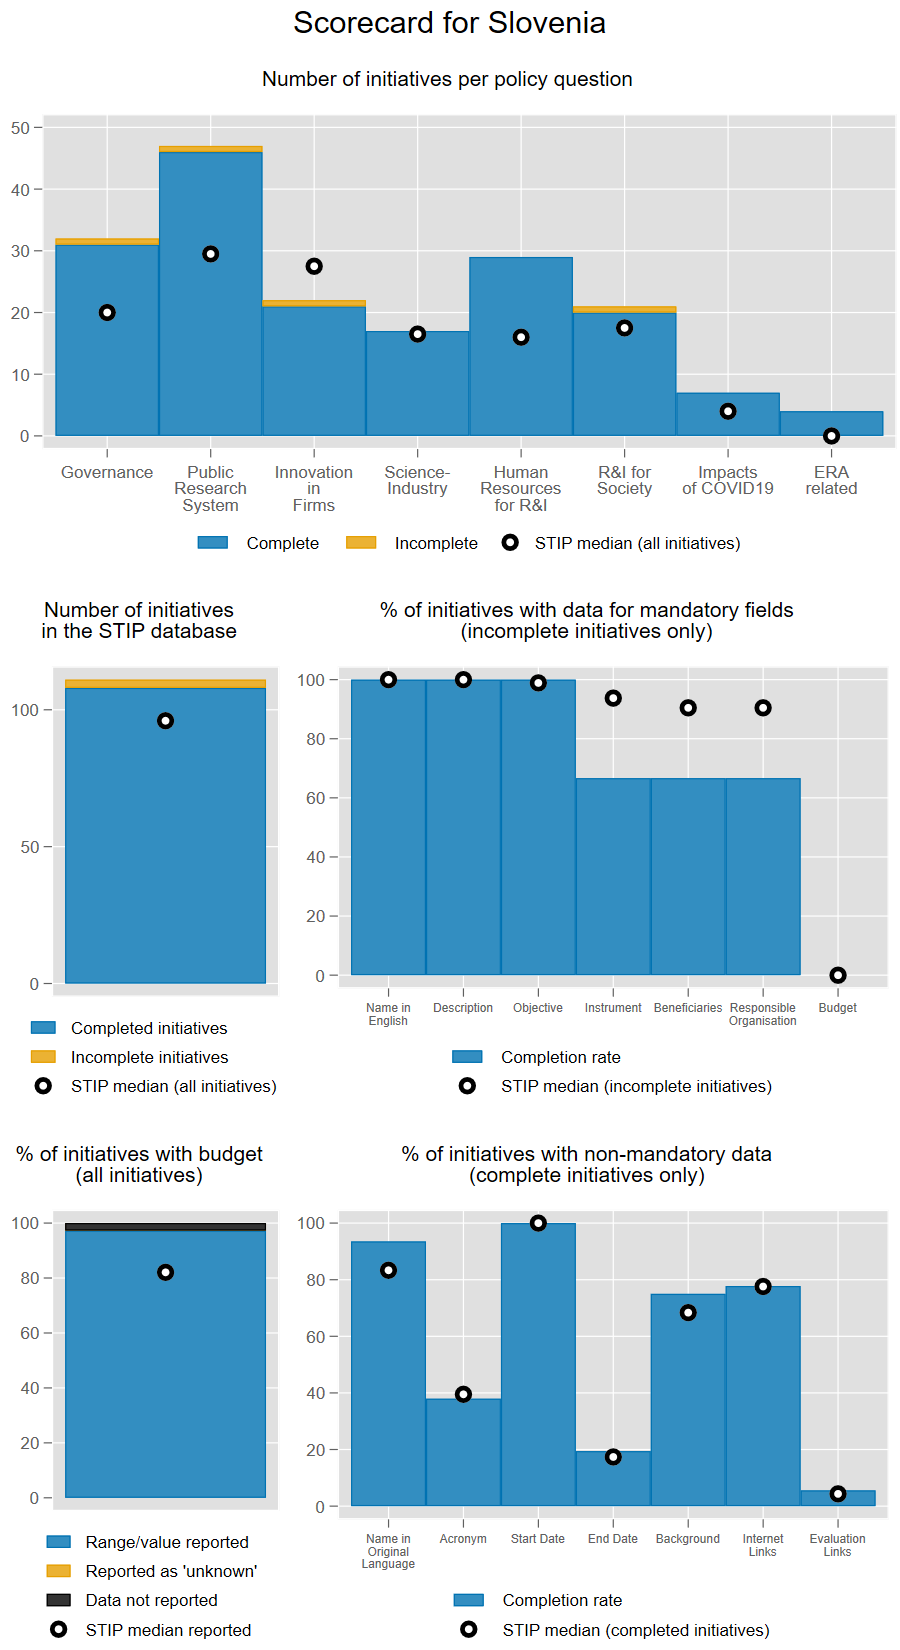 Scorecard for Slovenia
Number of initiatives per policy question
50
40
30
20
10
0
Governance
Public
Research
System
Innovation
in
Firms
Science-
Industry
Human
Resources
for R&I
R&I for
Society
Impacts
of COVID19
ERA
related
Complete
Incomplete
STIP median (all initiatives)
Number of initiatives
in the STIP database
100
50
0
Completed initiatives
Incomplete initiatives
STIP median (all initiatives)
% of initiatives with data for mandatory fields
(incomplete initiatives only)
100
80
60
40
20
0
Name in
English
Description
Objective
Instrument
Beneficiaries
Responsible
Organisation
Budget
Completion rate
STIP median (incomplete initiatives)
% of initiatives with budget
(all initiatives)
100
80
60
40
20
0
Range/value reported
Reported as 'unknown'
Data not reported
STIP median reported
% of initiatives with non-mandatory data
(complete initiatives only)
100
80
60
40
20
0
Name in
Original
Language
Acronym
Start Date
End Date
Background
Internet
Links
Evaluation
Links
Completion rate
STIP median (completed initiatives)